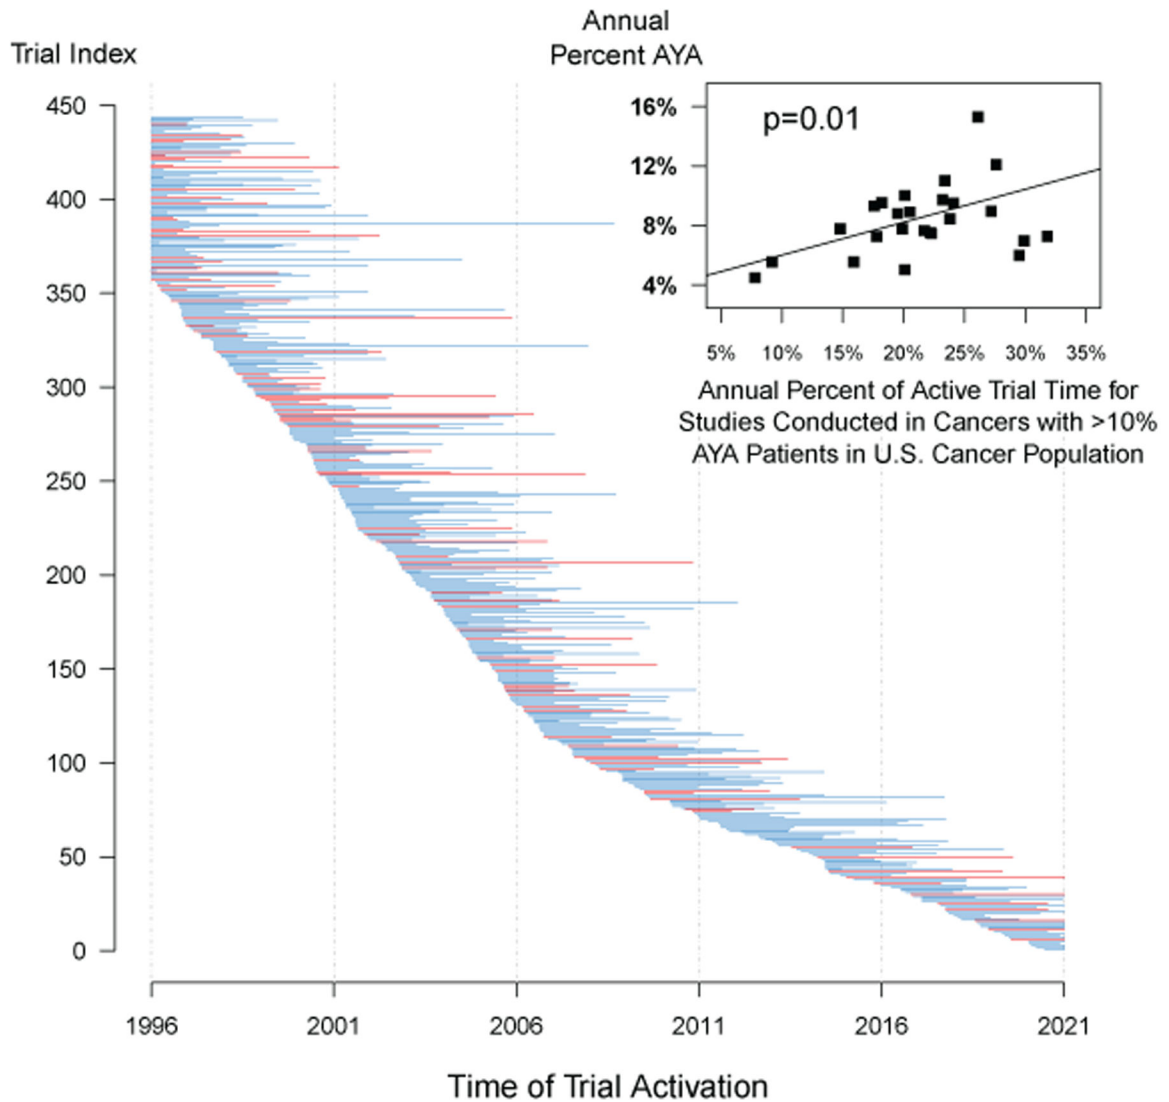 Annual
Percent AYA
Trial Index
450
400
350
300
250
200
150
100
50
0
16%
12%
8%
4%
p=0.01
5% 10% 15% 20% 25% 30% 35%
Annual Percent of Active Trial Time for
Studies Conducted in Cancers with >10%
AYA Patients in U.S. Cancer Population
1996 2001 2006 2011 2016 2021
Time of Trial Activation